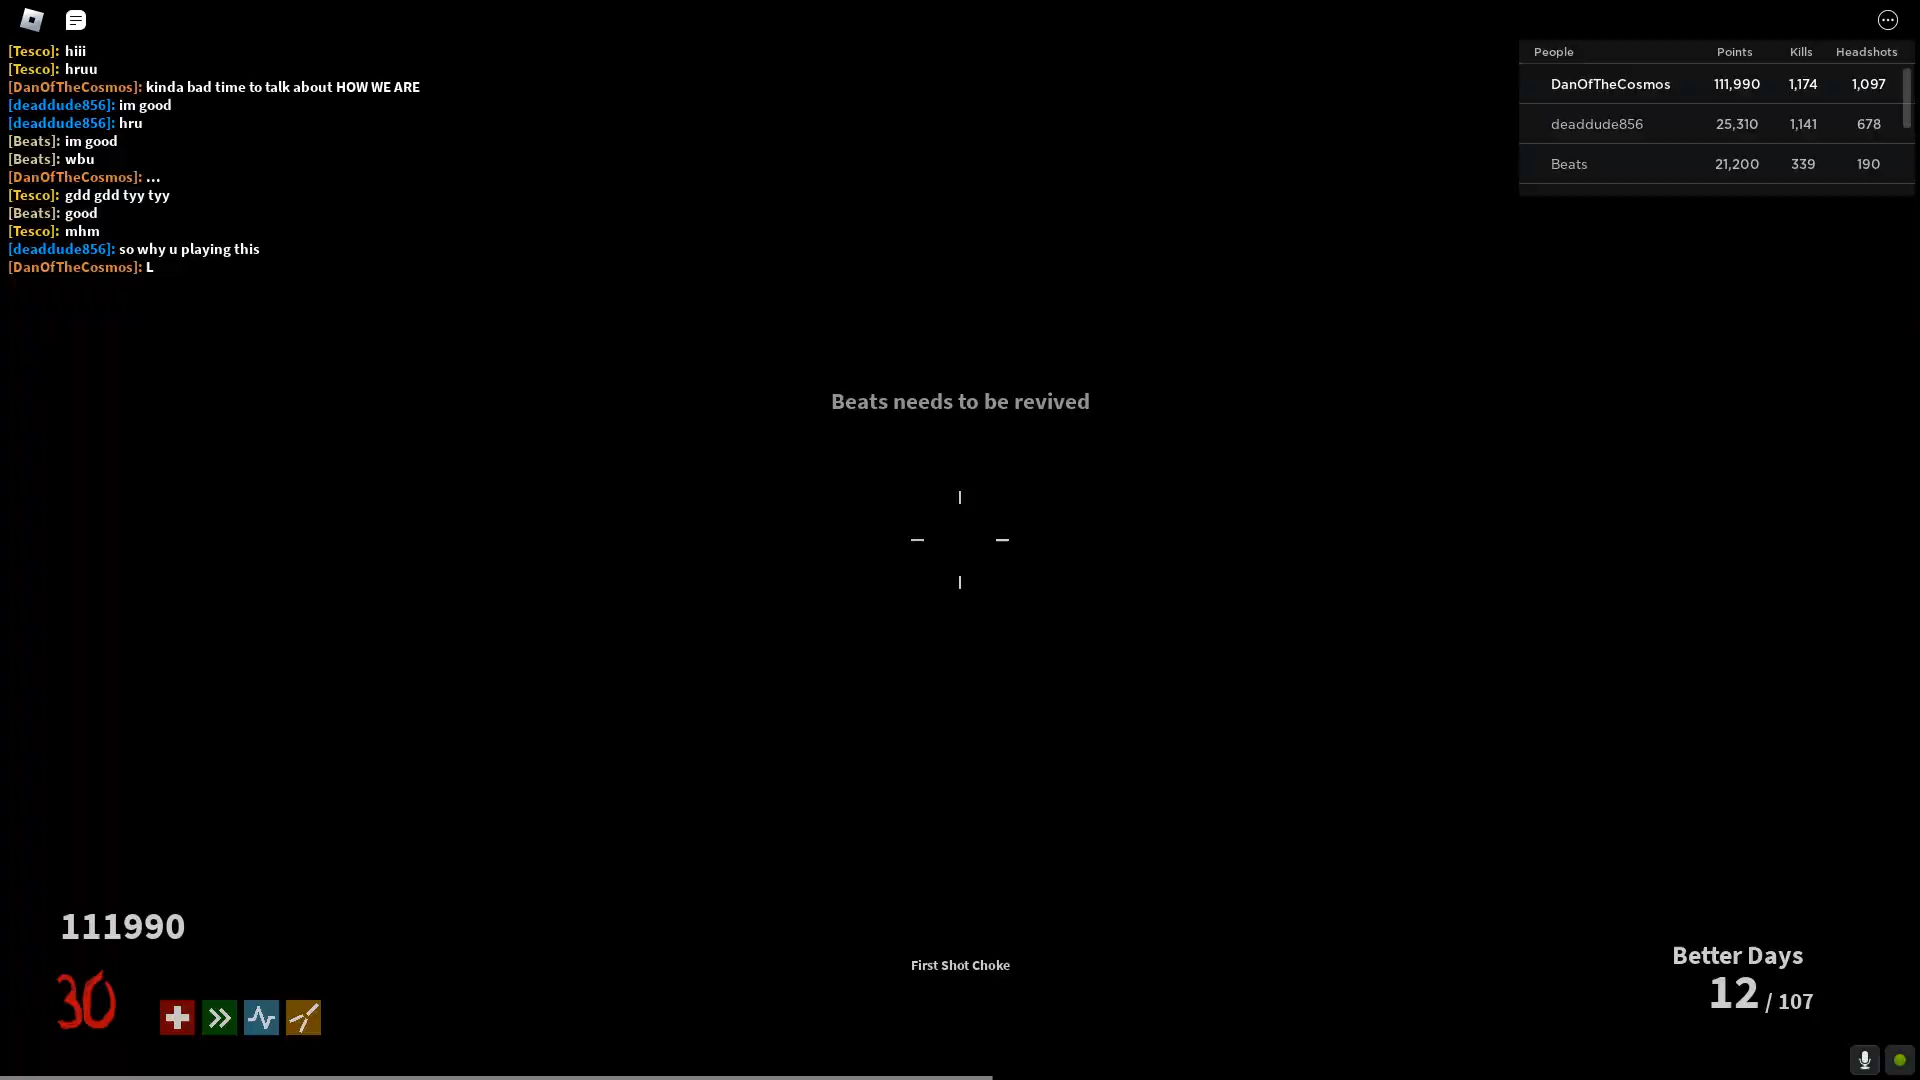 [Tesco]: hiii
[Tesco]: hruu
[DanOfTheCosmos]: kinda bad time to talk about HOW WE ARE
[deaddude856]: im good
[deaddude856]: hru
[Beats]: im good
[Beats]: wbu
[DanOfTheCosmos]: ...
[Tesco]: gdd gdd tyy tyy
[Beats]: good
[Tesco]: mhm
[deaddude856]: so why u playing this
[DanOfTheCosmos]: L
People Points Kills Headshots
DanOfTheCosmos 111,990 1,174 1,097
deaddude856 25,310 1,141 678
Beats 21,200 339 190
Beats needs to be revived
111990
30
First Shot Choke
Better Days
12 / 107